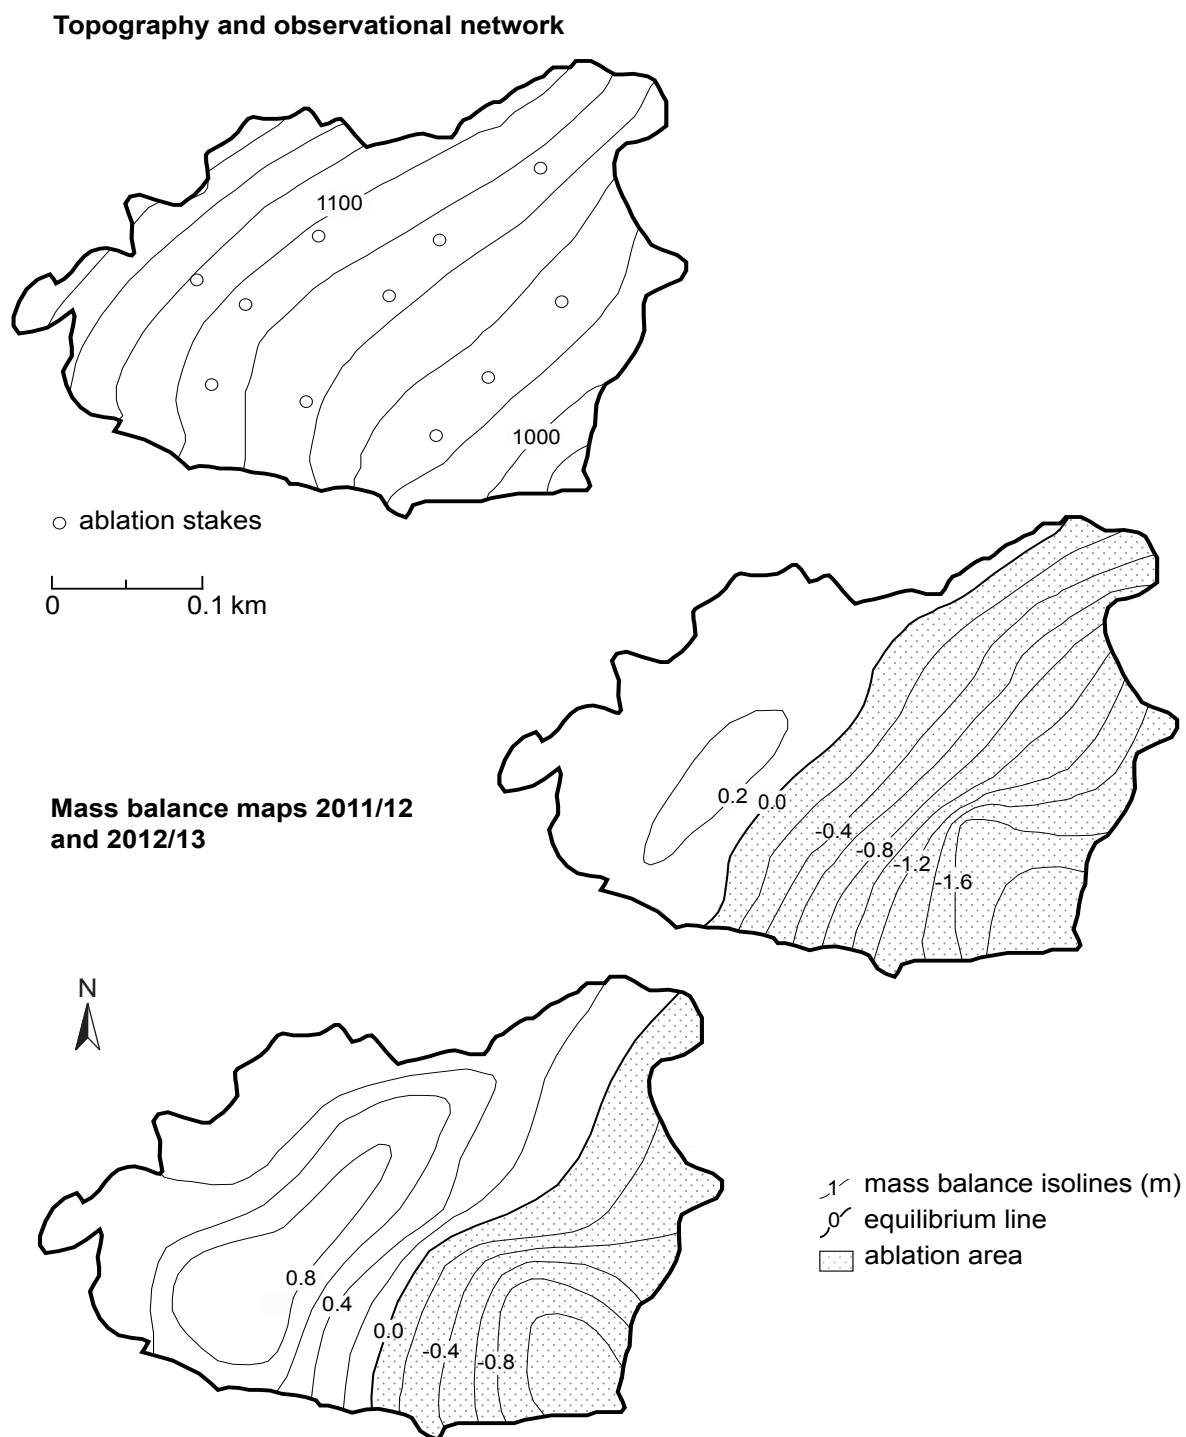 Topography and observational network
1100
1000
ablation stakes
0 0.1 km
0.2 0.0
-0.4
-0.8
-1.2
-1.6
Mass balance maps 2011/12
and 2012/13
N
0.8
0.4
0.0
-0.4
-0.8
1 mass balance isolines (m)
0 equilibrium line
ablation area